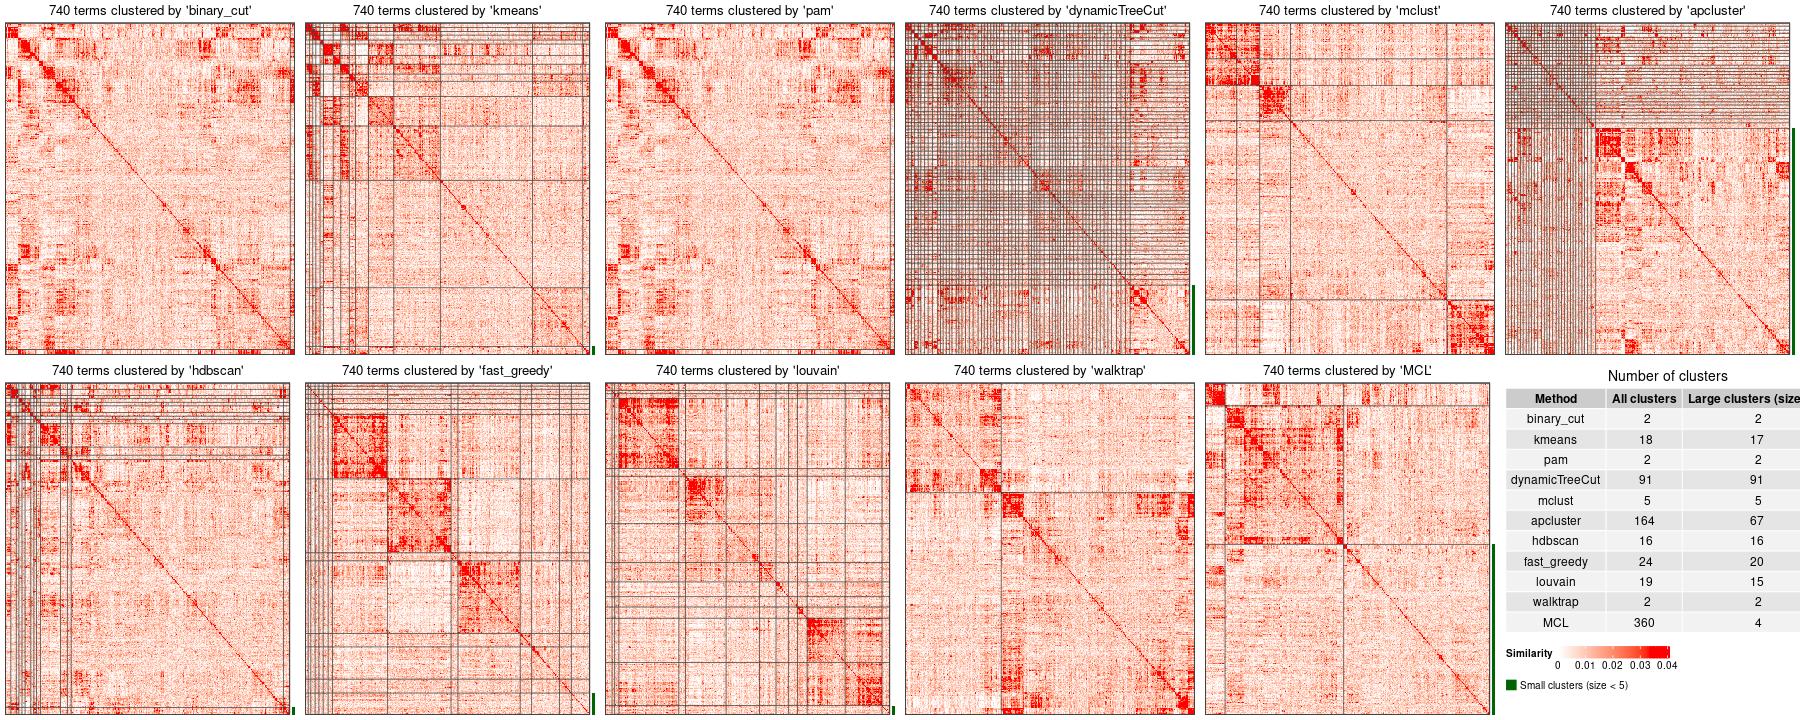 740 terms clustered by 'binary_cut'
740 terms clustered by 'kmeans'
740 terms clustered by 'pam'
740 terms clustered by 'dynamicTreeCut'
740 terms clustered by 'mclust'
740 terms clustered by 'apcluster'
740 terms clustered by 'hdbscan'
740 terms clustered by 'fast_greedy'
740 terms clustered by 'louvain'
740 terms clustered by 'walktrap'
740 terms clustered by 'MCL'
Number of clusters
Method All clusters Large clusters (size
binary_cut 2 2
kmeans 18 17
pam 2 2
dynamicTreeCut 91 91
mclust 5 5
apcluster 164 67
hdbscan 16 16
fast_greedy 24 20
louvain 19 15
walktrap 2 2
MCL 360 4
Similarity
0 0.01 0.02 0.03 0.04
Small clusters (size < 5)